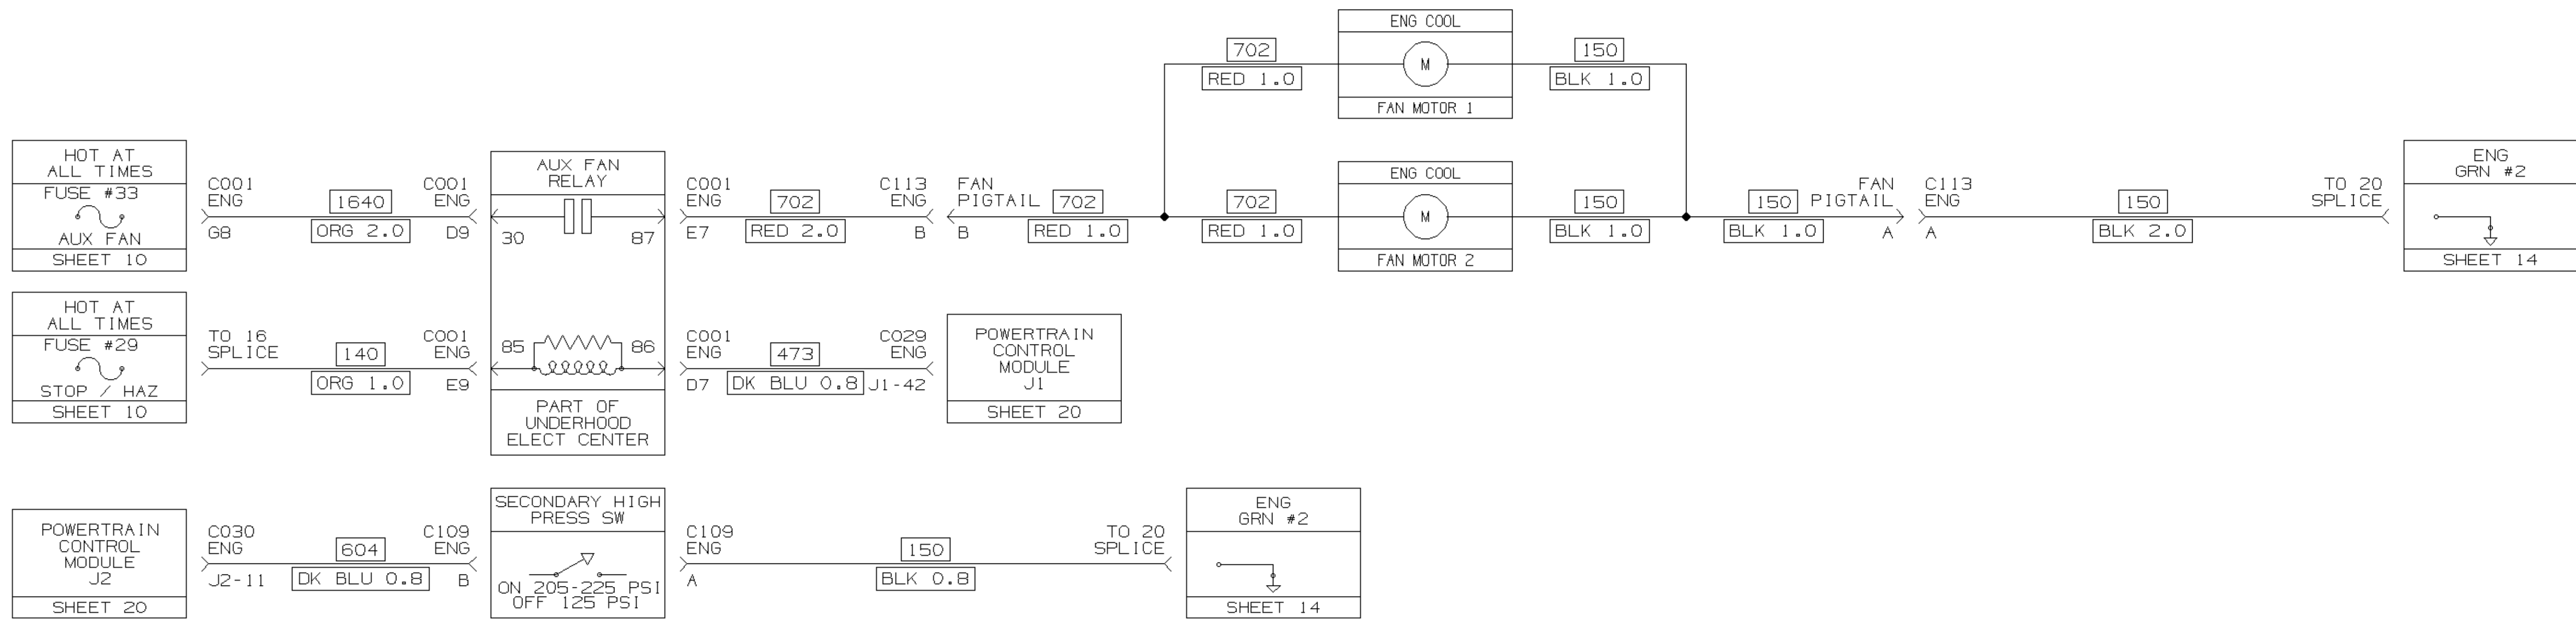 ENG COOL
702
RED 1.0
M
150
BLK 1.0
FAN MOTOR 1
HOT AT
ALL TIMES
FUSE #33
AUX FAN
SHEET 10
C001
ENG
G8
1640
ORG 2.0
C001
ENG
D9
AUX FAN
RELAY
30
87
C001
ENG
E7
702
RED 2.0
C113
ENG
B
FAN
PIGTAIL
B
702
RED 1.0
702
RED 1.0
ENG COOL
M
FAN MOTOR 2
150
BLK 1.0
150
BLK 1.0
FAN
PIGTAIL
A
C113
ENG
A
150
BLK 2.0
TO 20
SPLICE
ENG
GRN #2
SHEET 14
HOT AT
ALL TIMES
FUSE #29
STOP / HAZ
SHEET 10
TO 16
SPLICE
140
ORG 1.0
C001
ENG
E9
85
86
PART OF
UNDERHOOD
ELECT CENTER
C001
ENG
D7
473
DK BLU 0.8
C029
ENG
J1-42
POWERTRAIN
CONTROL
MODULE
J1
SHEET 20
POWERTRAIN
CONTROL
MODULE
J2
SHEET 20
C030
ENG
J2-11
604
DK BLU 0.8
C109
ENG
B
SECONDARY HIGH
PRESS SW
ON 205-225 PSI
OFF 125 PSI
C109
ENG
A
150
BLK 0.8
TO 20
SPLICE
ENG
GRN #2
SHEET 14